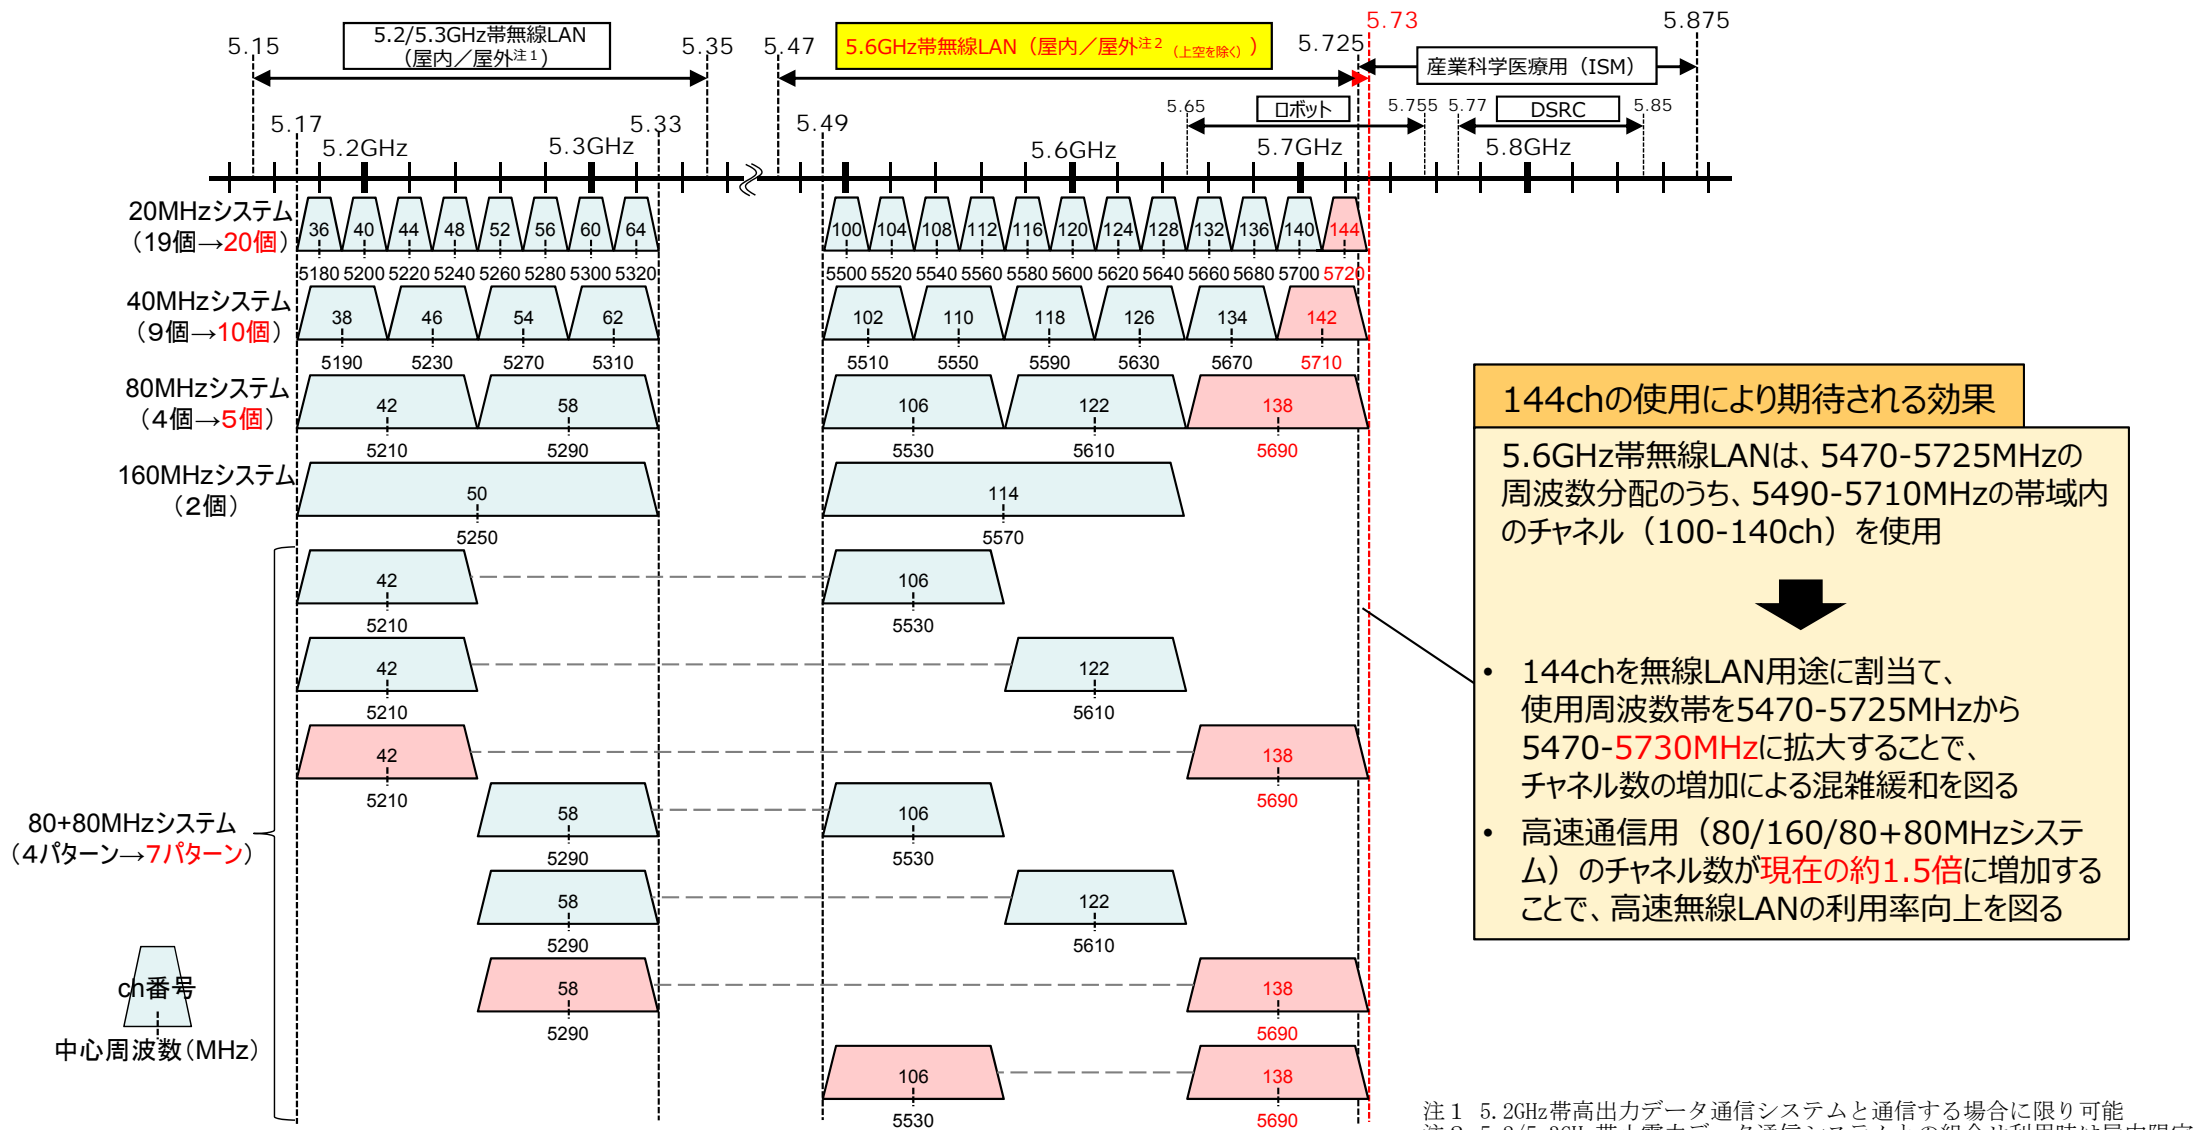 5.15
5.2/5.3GHz帯無線LAN
(屋内／屋外注1)
5.35
5.47
5.6GHz帯無線LAN（屋内／屋外注2（上空を除く））
5.725
5.73
5.875
産業科学医療用（ISM）
5.65
ロボット
5.755
5.77
DSRC
5.85
5.17
5.33
5.49
5.2GHz
5.3GHz
5.6GHz
5.7GHz
5.8GHz
20MHzシステム
（19個→20個）
36 40 44 48 52 56 60 64 100 104 108 112 116 120 124 128 132 136 140 144
5180 5200 5220 5240 5260 5280 5300 5320 5500 5520 5540 5560 5580 5600 5620 5640 5660 5680 5700 5720
40MHzシステム
（9個→10個）
38 46 54 62 102 110 118 126 134 142
5190 5230 5270 5310 5510 5550 5590 5630 5670 5710
80MHzシステム
（4個→5個）
42 58 106 122 138
5210 5290 5530 5610 5690
160MHzシステム
（2個）
50 114
5250 5570
80+80MHzシステム
（4パターン→7パターン）
42 106
5210 5530
42 122
5210 5610
42 138
5210 5690
58 106
5290 5530
58 122
5290 5610
58 138
5290 5690
106 138
5530 5690
ch番号
中心周波数（MHz）
144chの使用により期待される効果
5.6GHz帯無線LANは、5470-5725MHzの
周波数分配のうち、5490-5710MHzの帯域内
のチャネル（100-140ch）を使用
• 144chを無線LAN用途に割当て、
使用周波数帯を5470-5725MHzから
5470-5730MHzに拡大することで、
チャネル数の増加による混雑緩和を図る
• 高速通信用（80/160/80+80MHzシステ
ム）のチャネル数が現在の約1.5倍に増加する
ことで、高速無線LANの利用率向上を図る
注１ 5.2GHz帯高出力データ通信システムと通信する場合に限り可能